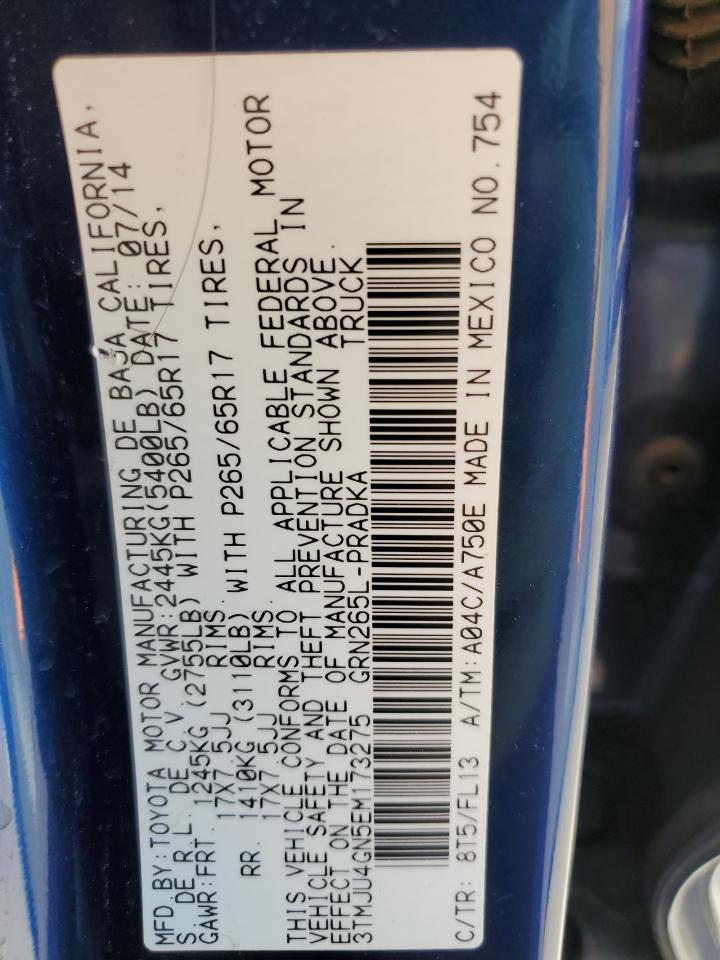 MFD.BY:TOYOTA MOTOR MANUFACTURING DE BAJA CALIFORNIA,
S. DE R.L. DE C.V. GVWR:2445KG(5400LB) DATE: 07/14
GAWR:FRT. 1245KG (2755LB) WITH P265/65R17 TIRES,
17X7.5JJ RIMS.
RR. 1410KG (3110LB) WITH P265/65R17 TIRES,
17X7.5JJ RIMS.
THIS VEHICLE CONFORMS TO ALL APPLICABLE FEDERAL MOTOR
VEHICLE SAFETY AND THEFT PREVENTION STANDARDS IN
EFFECT ON THE DATE OF MANUFACTURE SHOWN ABOVE.
3TMJU4GN5EM173275 GRN265L-PRADKA TRUCK
C/TR: 8T5/FL13 A/TM:A04C/A750E MADE IN MEXICO NO.754